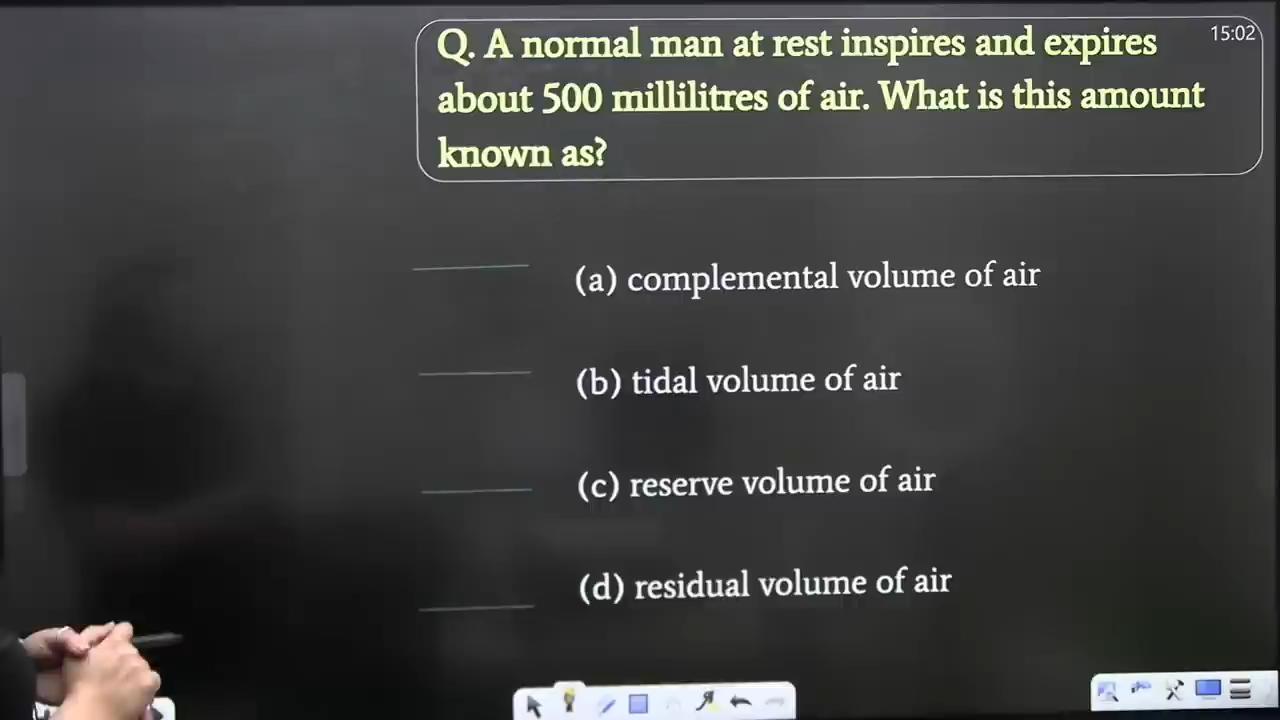 15:02
Q. A normal man at rest inspires and expires
about 500 millilitres of air. What is this amount
known as?
(a) complemental volume of air
(b) tidal volume of air
(c) reserve volume of air
(d) residual volume of air